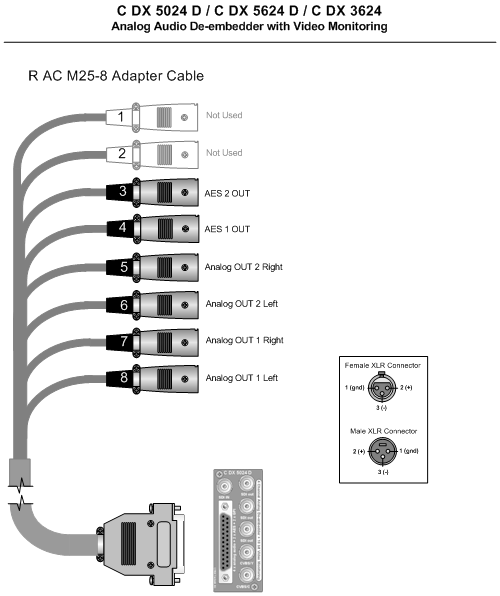 C DX 5024 D / C DX 5624 D / C DX 3624
Analog Audio De-embedder with Video Monitoring
R AC M25-8 Adapter Cable
1 Not Used
2 Not Used
3 AES 2 OUT
4 AES 1 OUT
5 Analog OUT 2 Right
6 Analog OUT 2 Left
7 Analog OUT 1 Right
8 Analog OUT 1 Left
Female XLR Connector
1 (gnd) 2 (+)
3 (-)
Male XLR Connector
2 (+) 1 (gnd)
3 (-)
C DX 5024 D